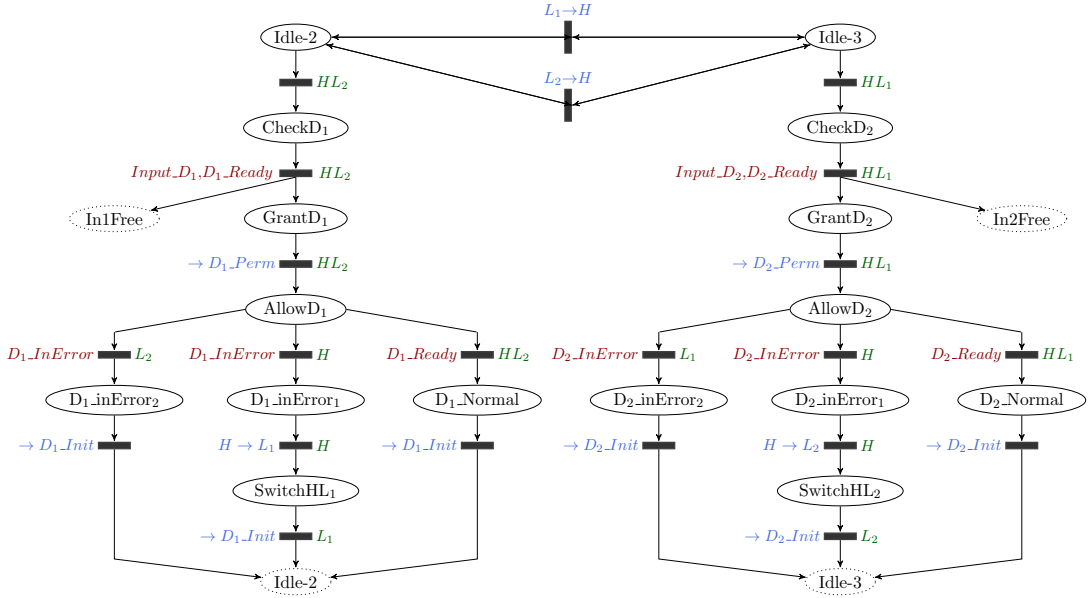 L₁→H
Idle-2 Idle-3
L₂→H
HL₂ HL₁
CheckD₁ CheckD₂
Input_D₁,D₁_Ready HL₂ Input_D₂,D₂_Ready HL₁
In1Free GrantD₁ GrantD₂ In2Free
→ D₁_Perm HL₂ → D₂_Perm HL₁
AllowD₁ AllowD₂
D₁_InError L₂ D₁_InError H D₁_Ready HL₂ D₂_InError L₁ D₂_InError H D₂_Ready HL₁
D₁_inError₂ D₁_inError₁ D₁_Normal D₂_inError₂ D₂_inError₁ D₂_Normal
→ D₁_Init H → L₁ H → D₁_Init → D₂_Init H → L₂ H → D₂_Init
SwitchHL₁ SwitchHL₂
→ D₁_Init L₁ → D₂_Init L₂
Idle-2 Idle-3